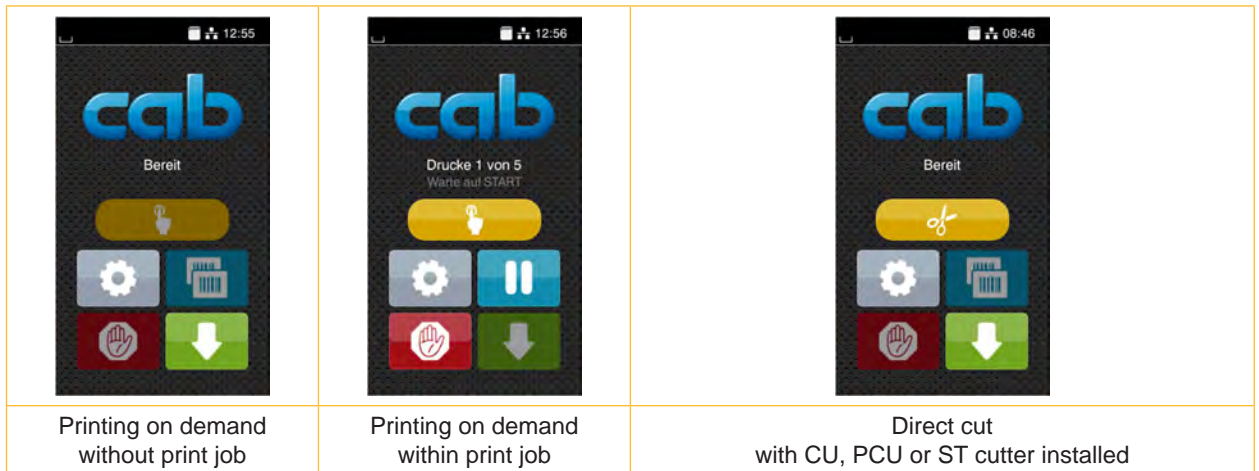 12:55
cab
Bereit
12:56
cab
Drucke 1 von 5
Warte auf START
08:46
cab
Bereit
Printing on demand
without print job
Printing on demand
within print job
Direct cut
with CU, PCU or ST cutter installed